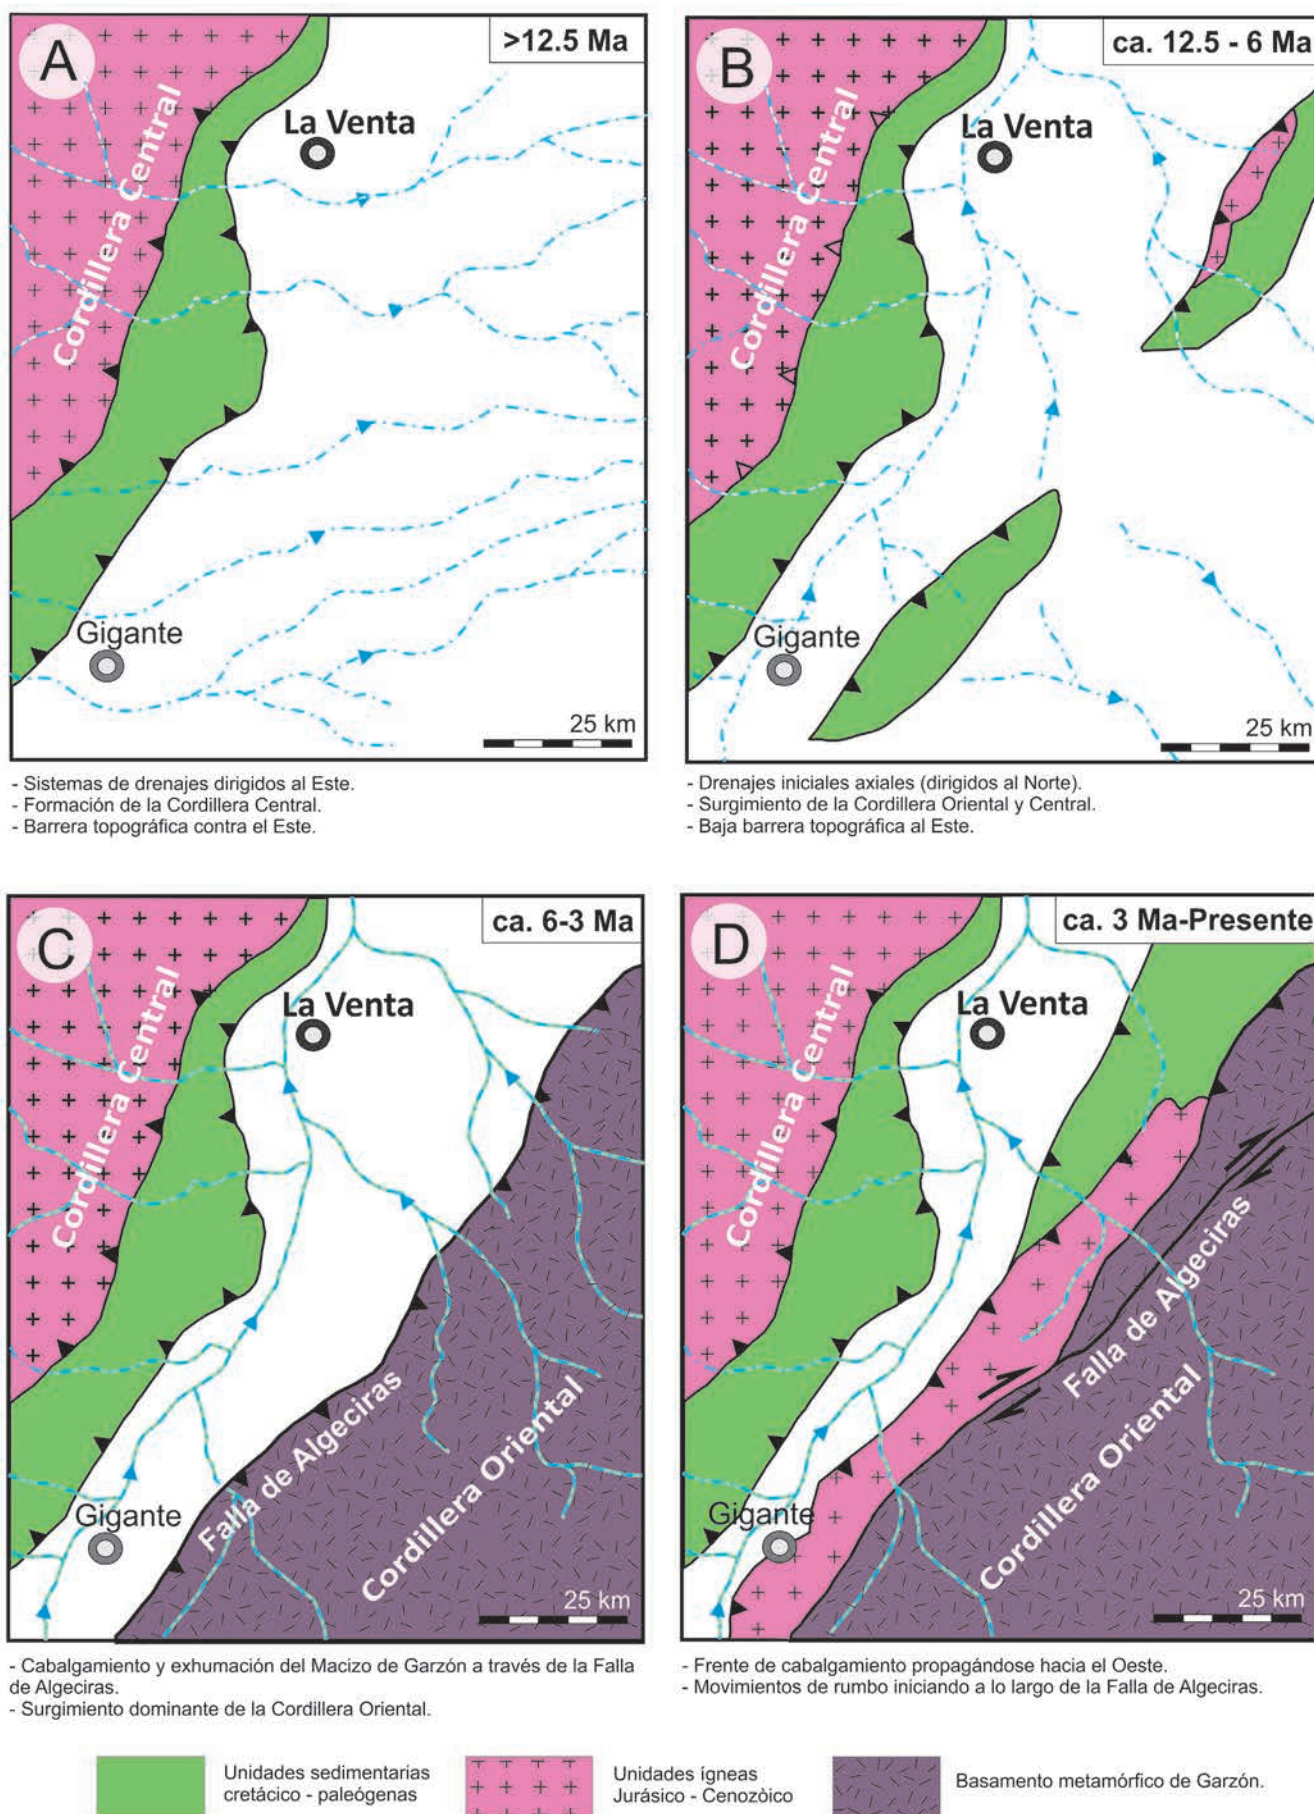 A
>12.5 Ma
La Venta
Cordillera Central
Gigante
25 km
- Sistemas de drenajes dirigidos al Este.
- Formación de la Cordillera Central.
- Barrera topográfica contra el Este.
B
ca. 12.5 - 6 Ma
La Venta
Cordillera Central
Gigante
25 km
- Drenajes iniciales axiales (dirigidos al Norte).
- Surgimiento de la Cordillera Oriental y Central.
- Baja barrera topográfica al Este.
C
ca. 6-3 Ma
La Venta
Cordillera Central
Gigante
Falla de Algeciras
Cordillera Oriental
25 km
- Cabalgamiento y exhumación del Macizo de Garzón a través de la Falla
de Algeciras.
- Surgimiento dominante de la Cordillera Oriental.
D
ca. 3 Ma-Presente
La Venta
Cordillera Central
Falla de Algeciras
Cordillera Oriental
Gigante
25 km
- Frente de cabalgamiento propagándose hacia el Oeste.
- Movimientos de rumbo iniciando a lo largo de la Falla de Algeciras.
Unidades sedimentarias
cretácico - paleógenas
Unidades ígneas
Jurásico - Cenozòico
Basamento metamórfico de Garzón.